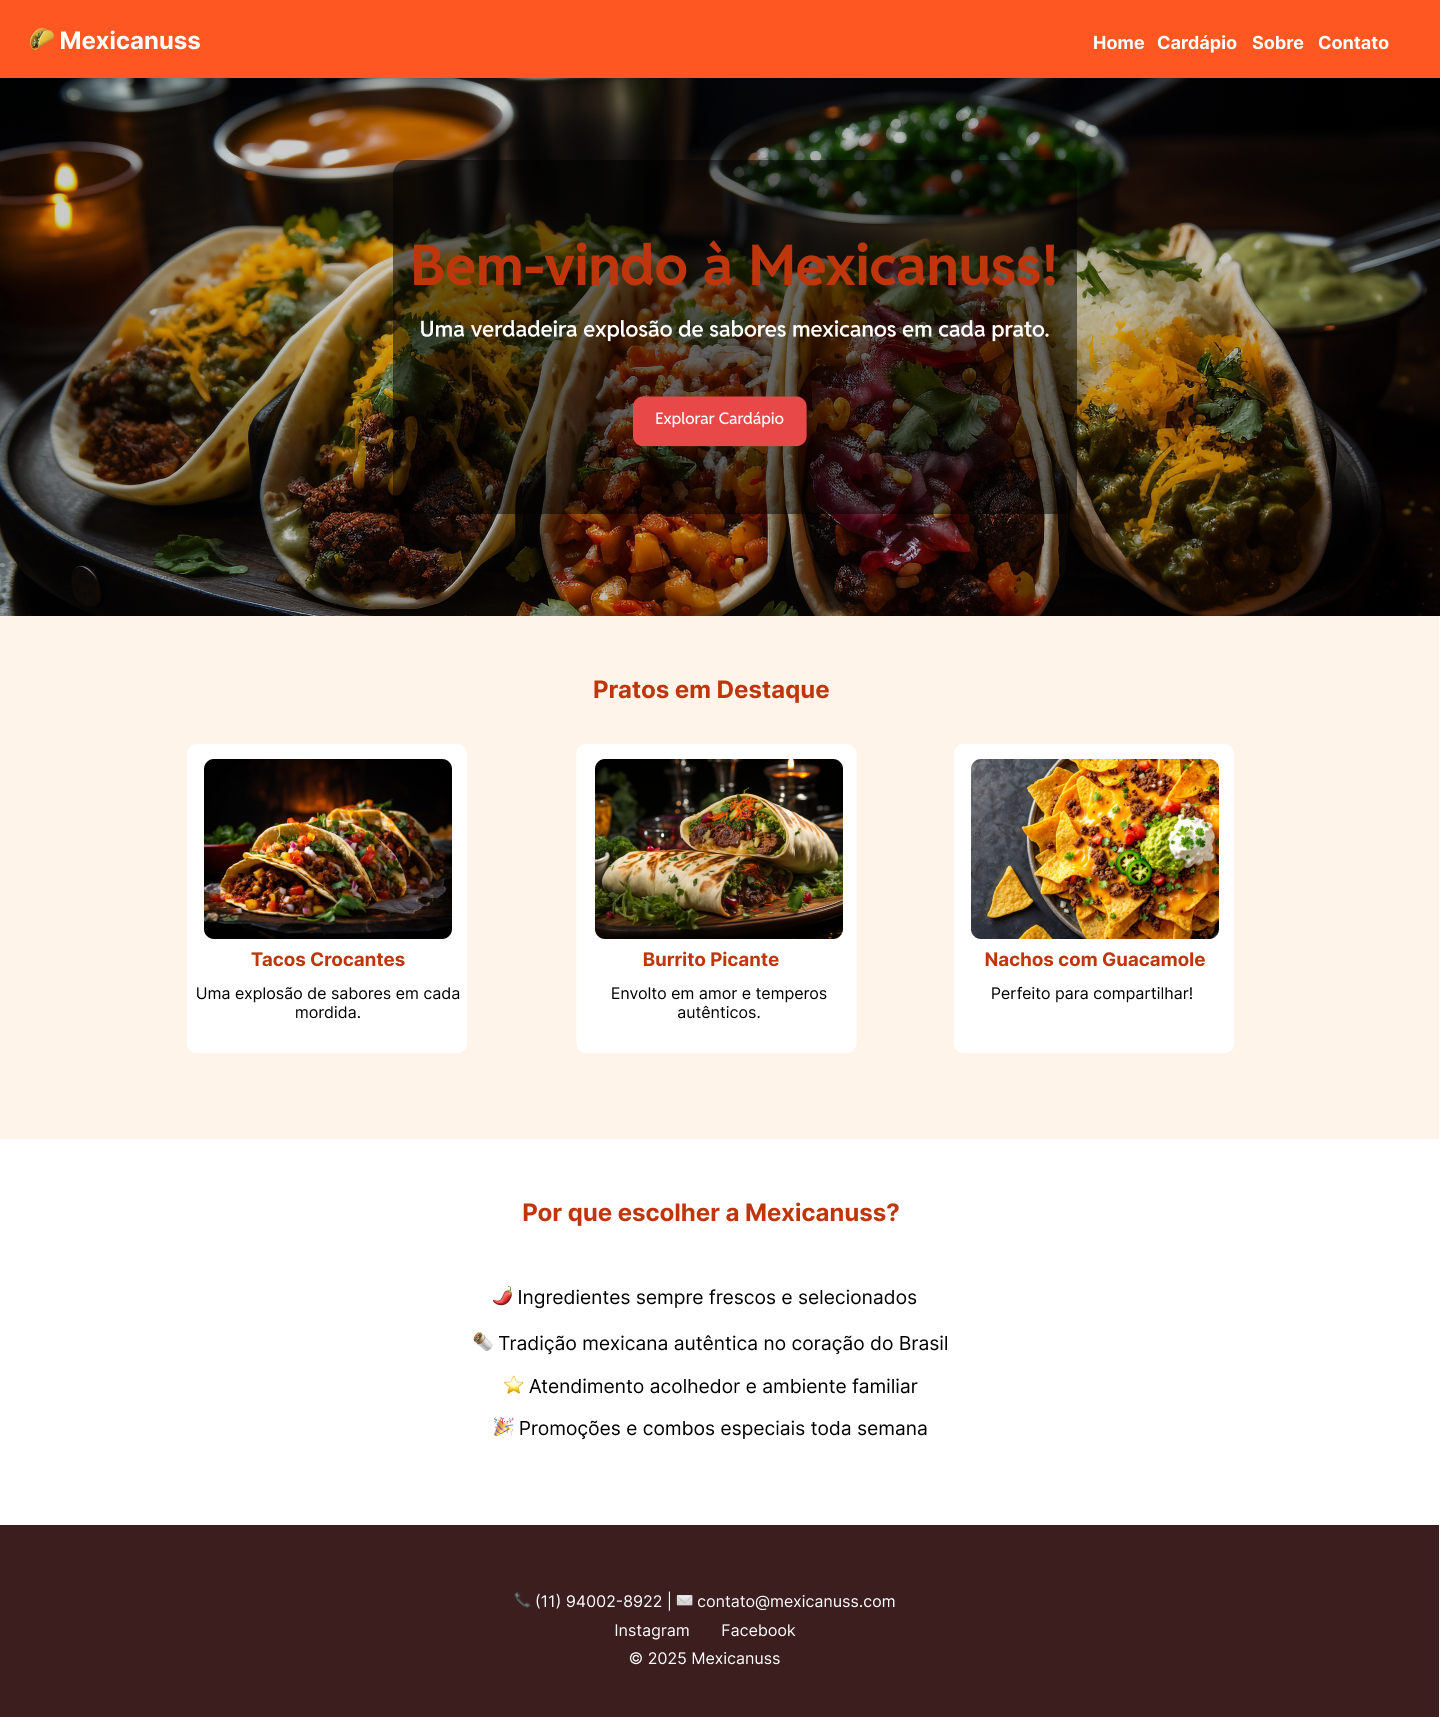 🌮 Mexicanuss
Home Cardápio Sobre Contato
Bem-vindo à Mexicanuss!
Uma verdadeira explosão de sabores mexicanos em cada prato.
Explorar Cardápio
Pratos em Destaque
Tacos Crocantes
Uma explosão de sabores em cada
mordida.
Burrito Picante
Envolto em amor e temperos
autênticos.
Nachos com Guacamole
Perfeito para compartilhar!
Por que escolher a Mexicanuss?
🌶️ Ingredientes sempre frescos e selecionados
🌯 Tradição mexicana autêntica no coração do Brasil
⭐ Atendimento acolhedor e ambiente familiar
🎉 Promoções e combos especiais toda semana
📞 (11) 94002-8922 | ✉️ contato@mexicanuss.com
Instagram Facebook
© 2025 Mexicanuss